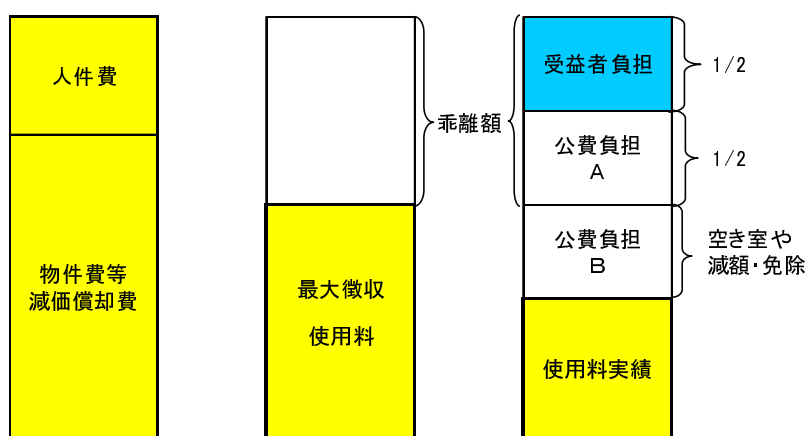 人件費
物件費等
減価償却費
最大徴収
使用料
乖離額
受益者負担
1/2
公費負担
A
1/2
公費負担
B
空き室や
減額・免除
使用料実績